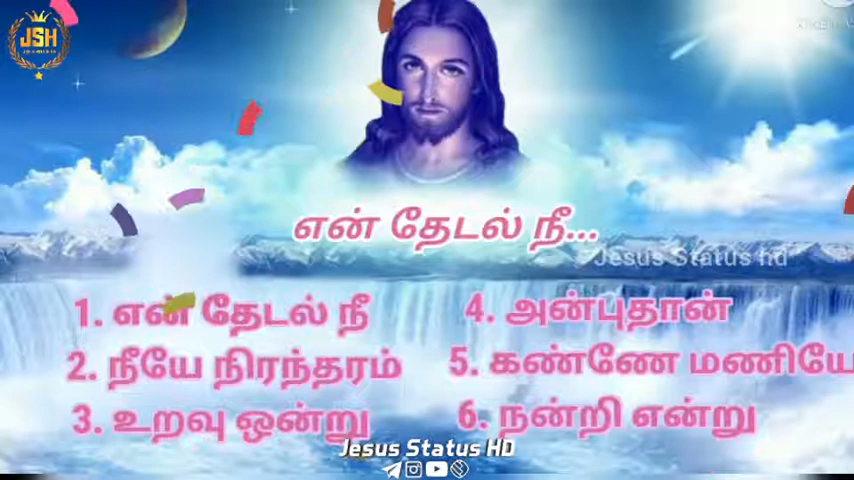 JSH
என் தேடல் நீ...
Jesus Status hd
1. என் தேடல் நீ
2. நீயே நிரந்தரம்
3. உறவு ஒன்று
4. அன்புதான்
5. கண்ணே மணியே
6. நன்றி என்று
Jesus Status HD